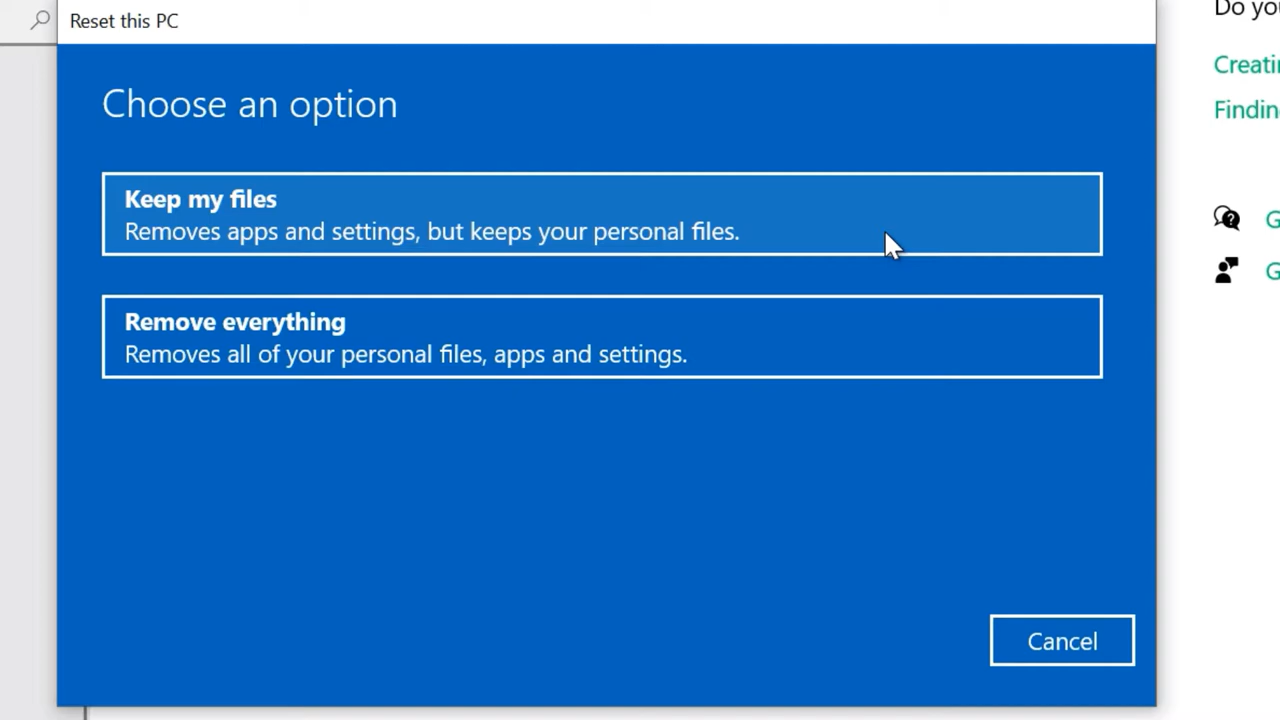 Reset this PC
Choose an option
Keep my files
Removes apps and settings, but keeps your personal files.
Remove everything
Removes all of your personal files, apps and settings.
Cancel
Do
G
G